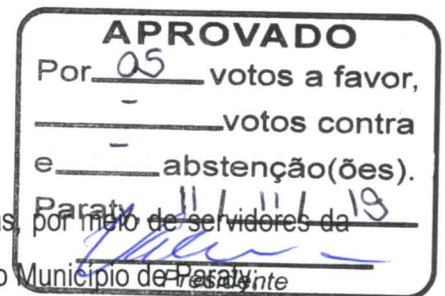 APROVADO
Por 05 votos a favor,
- votos contra
e - abstenção(ões).
Paraty 11 / 11 / 19
s, por meio de servidores da
o Município de Paraty.
Presidente